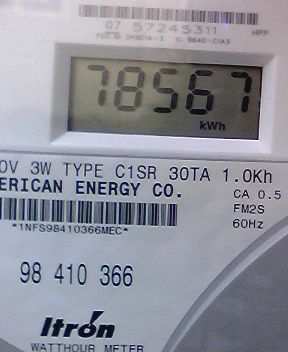 07 57245311
HPP
78567
kWh
0V 3W TYPE C1SR 30TA 1.0Kh
ERICAN ENERGY CO.
CA 0.5
FM2S
60Hz
*1NFS98410366MEC*
98 410 366
Itron
WATTHOUR METER